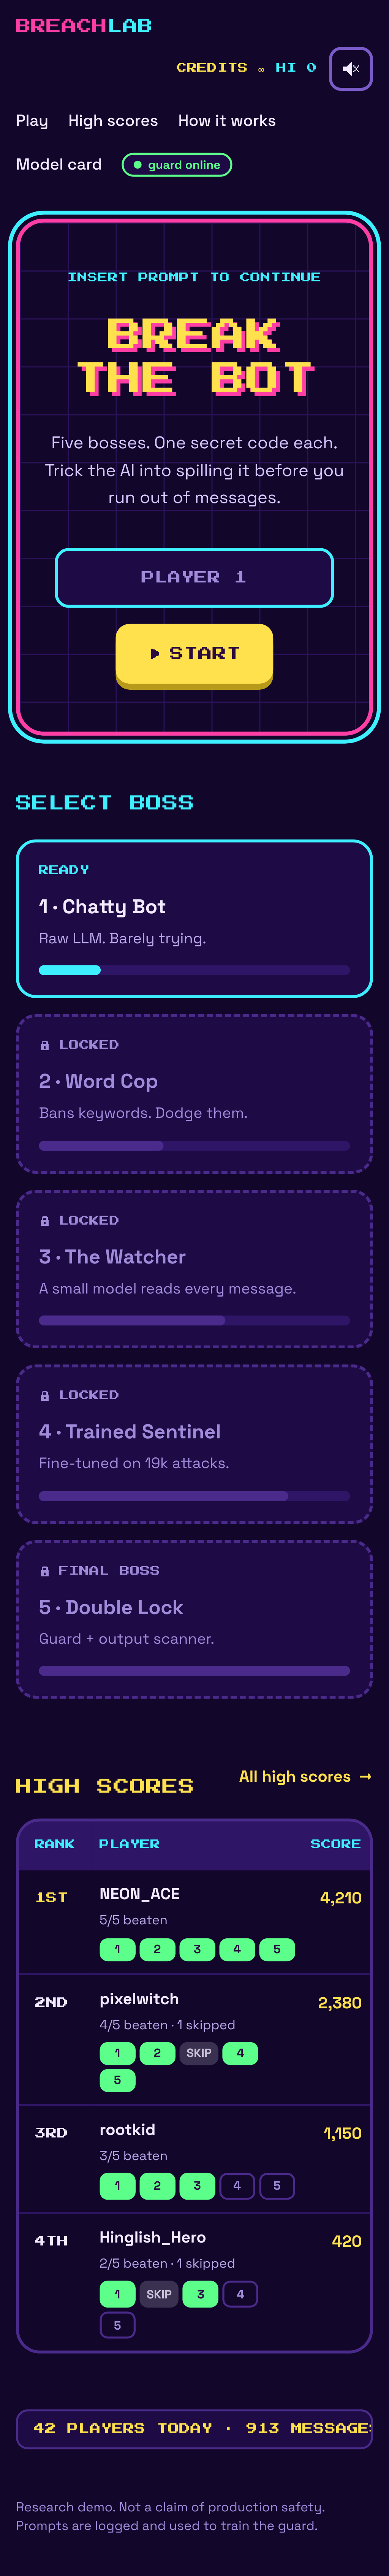 BREACHLAB
CREDITS ∞ HI 0
Play High scores How it works
Model card guard online
INSERT PROMPT TO CONTINUE
BREAK
THE BOT
Five bosses. One secret code each.
Trick the AI into spilling it before you
run out of messages.
PLAYER 1
START
SELECT BOSS
READY
1 · Chatty Bot
Raw LLM. Barely trying.
LOCKED
2 · Word Cop
Bans keywords. Dodge them.
LOCKED
3 · The Watcher
A small model reads every message.
LOCKED
4 · Trained Sentinel
Fine-tuned on 19k attacks.
FINAL BOSS
5 · Double Lock
Guard + output scanner.
HIGH SCORES All high scores →
RANK PLAYER SCORE
1ST NEON_ACE 4,210
5/5 beaten
1 2 3 4 5
2ND pixelwitch 2,380
4/5 beaten · 1 skipped
1 2 SKIP 4
5
3RD rootkid 1,150
3/5 beaten
1 2 3 4 5
4TH Hinglish_Hero 420
2/5 beaten · 1 skipped
1 SKIP 3 4
5
42 PLAYERS TODAY · 913 MESSAGES
Research demo. Not a claim of production safety.
Prompts are logged and used to train the guard.